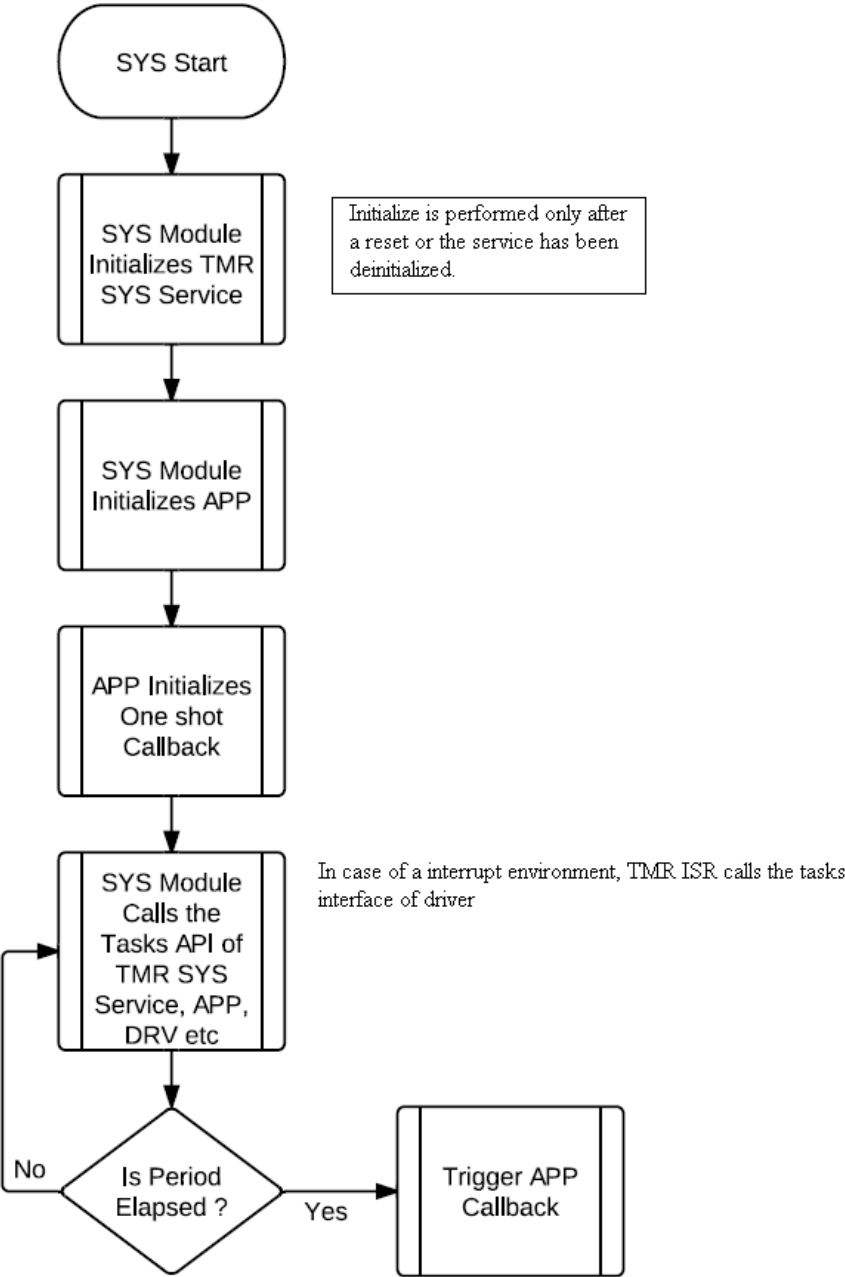 SYS Start
SYS Module
Initializes TMR
SYS Service
Initialize is performed only after
a reset or the service has been
deinitialized.
SYS Module
Initializes APP
APP Initializes
One shot
Callback
SYS Module
Calls the
Tasks API of
TMR SYS
Service, APP,
DRV etc
In case of a interrupt environment, TMR ISR calls the tasks
interface of driver
No
Is Period
Elapsed ?
Yes
Trigger APP
Callback